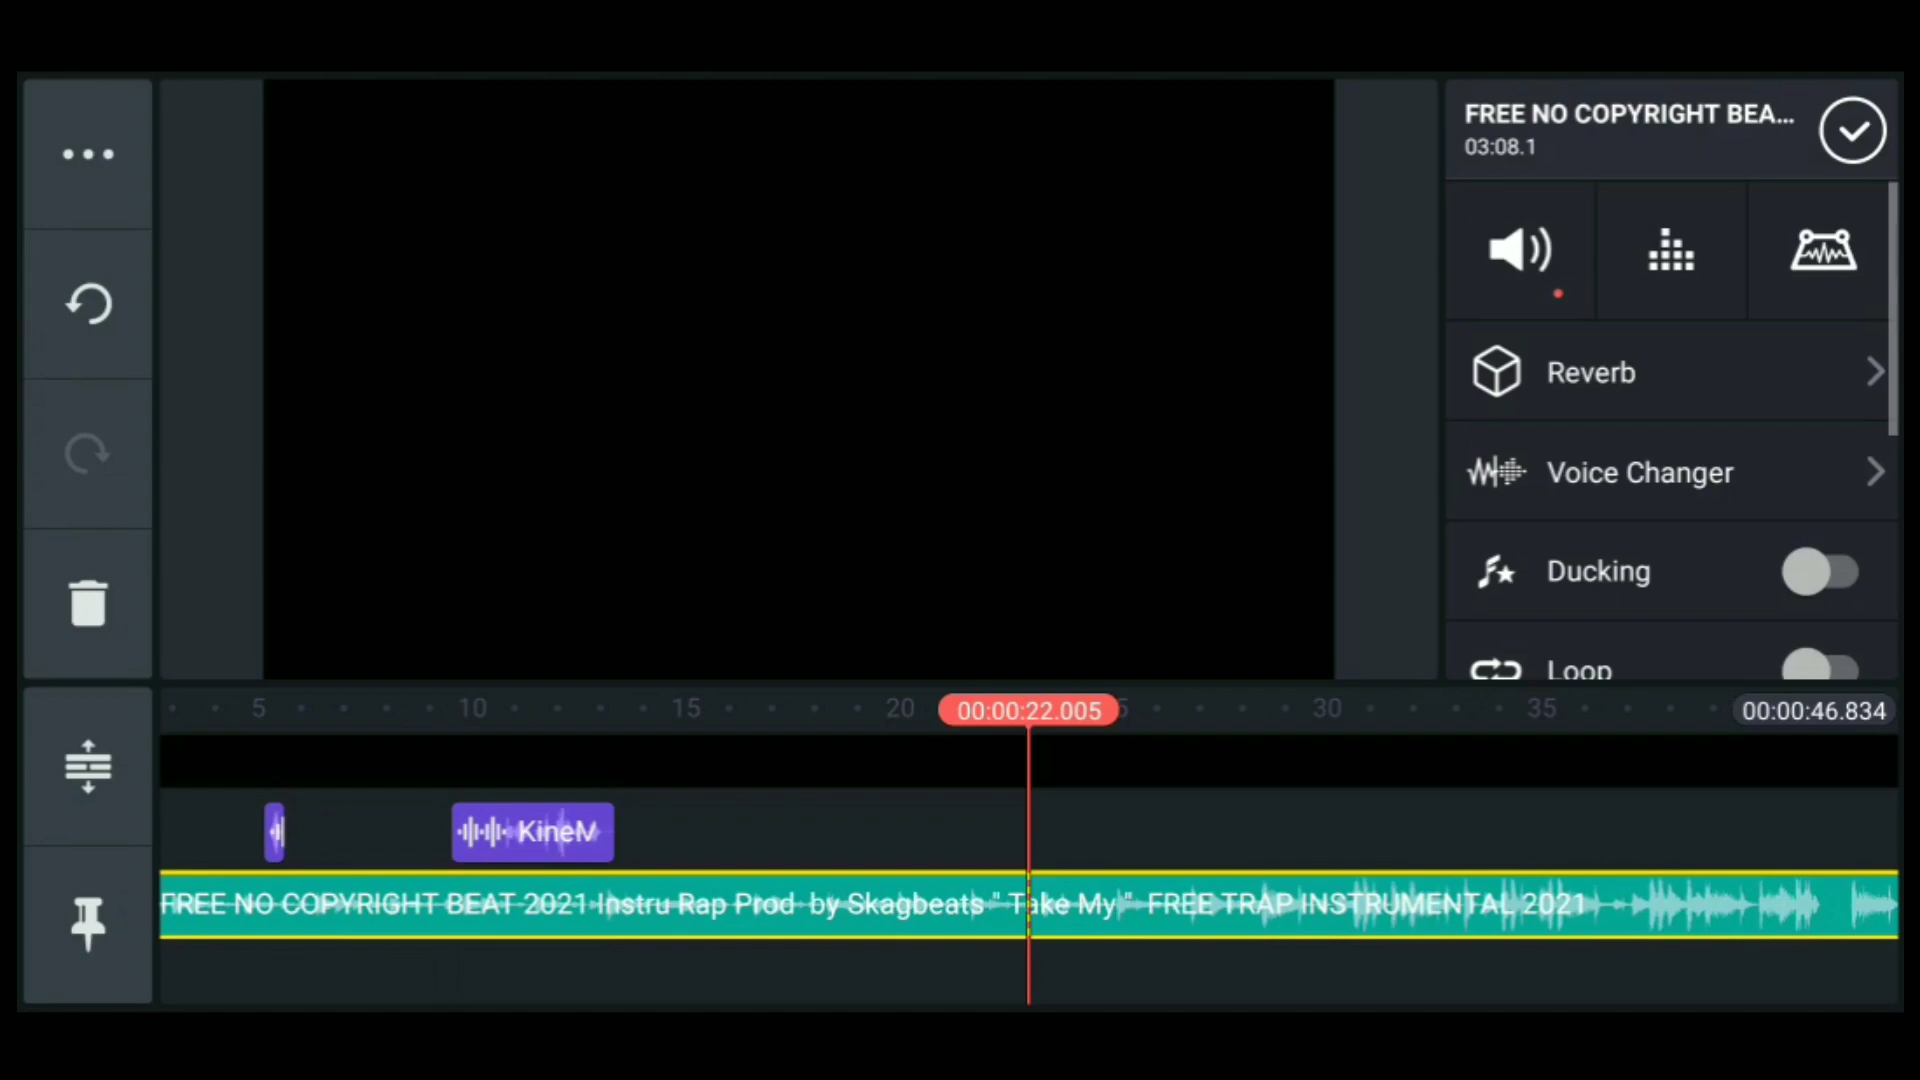 FREE NO COPYRIGHT BEA...
03:08.1
Reverb
Voice Changer
Ducking
Loop
5 10 15 20 00:00:22.005 5 30 35 00:00:46.834
KineM
FREE NO COPYRIGHT BEAT 2021 Instru Rap Prod by Skagbeats " Take My " FREE TRAP INSTRUMENTAL 2021